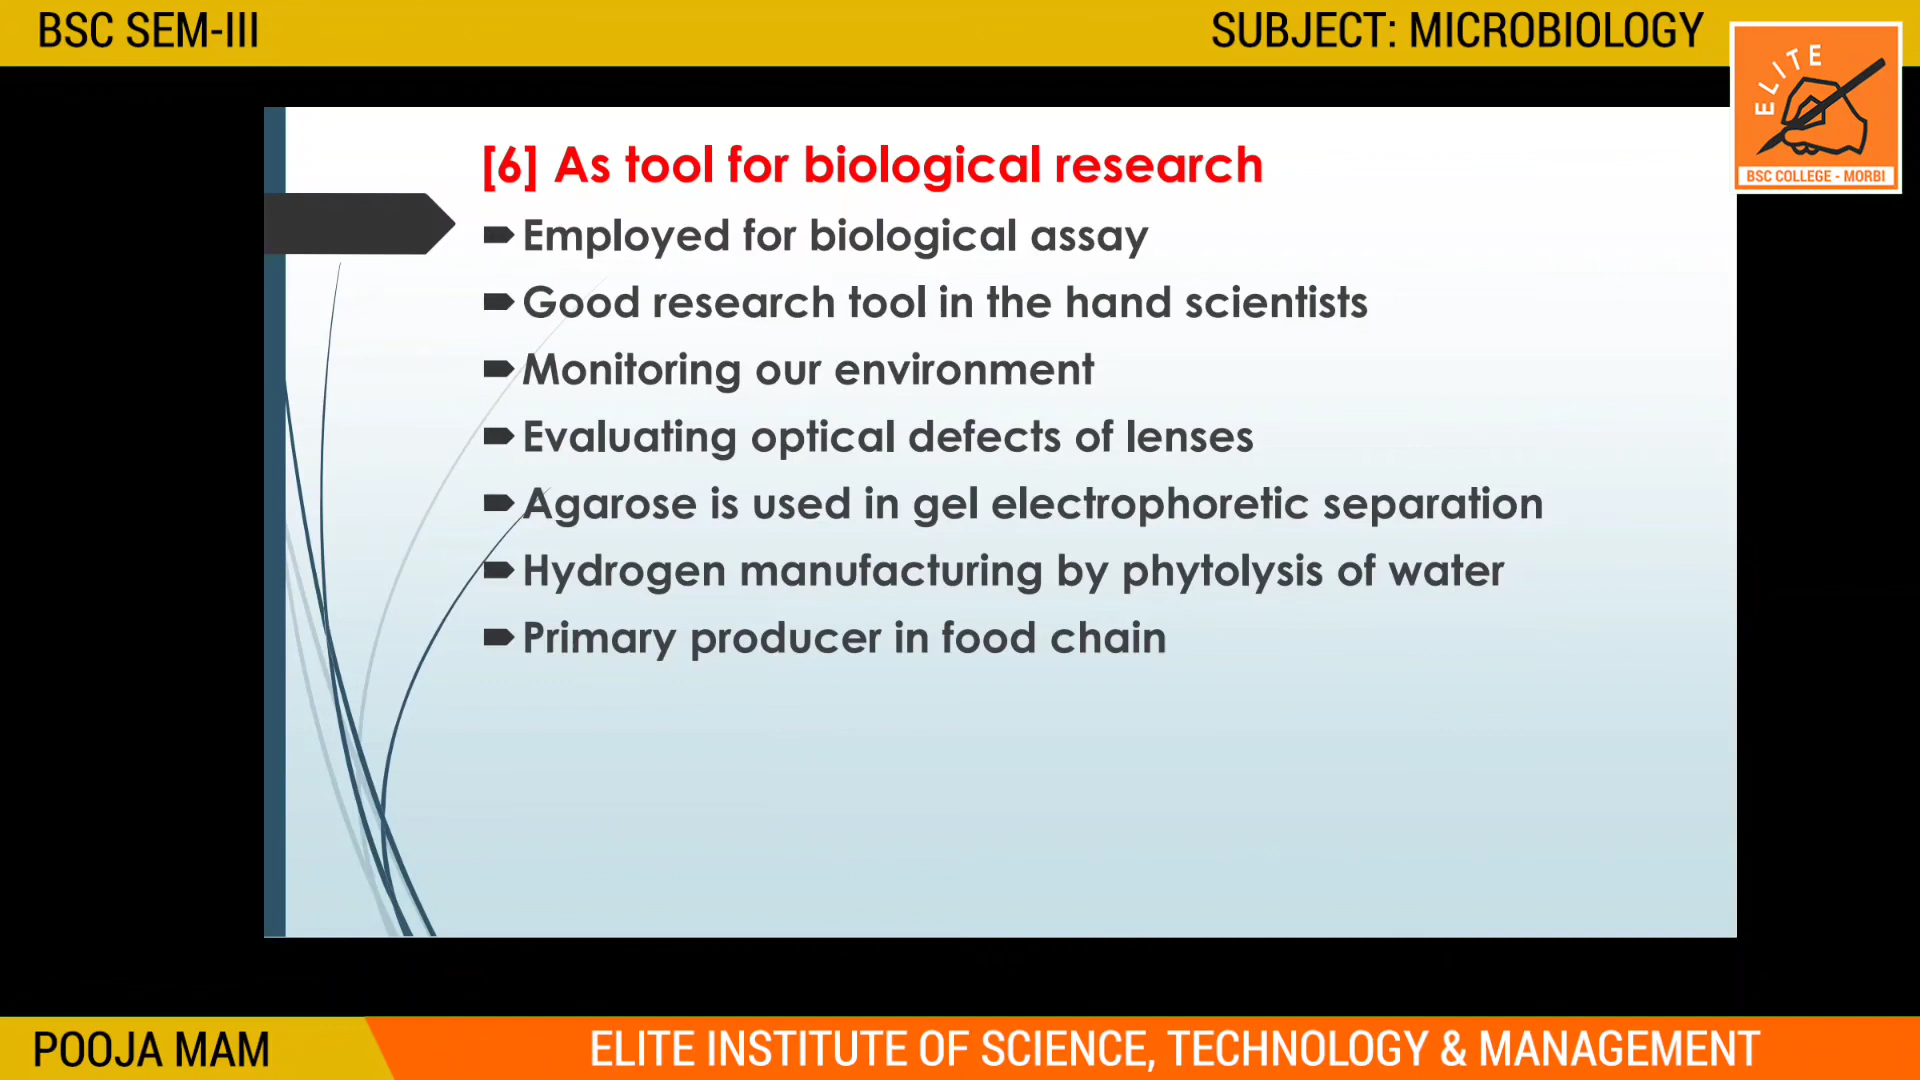 BSC SEM-III
SUBJECT: MICROBIOLOGY
ELITE
BSC COLLEGE - MORBI
[6] As tool for biological research
Employed for biological assay
Good research tool in the hand scientists
Monitoring our environment
Evaluating optical defects of lenses
Agarose is used in gel electrophoretic separation
Hydrogen manufacturing by phytolysis of water
Primary producer in food chain
POOJA MAM
ELITE INSTITUTE OF SCIENCE, TECHNOLOGY & MANAGEMENT